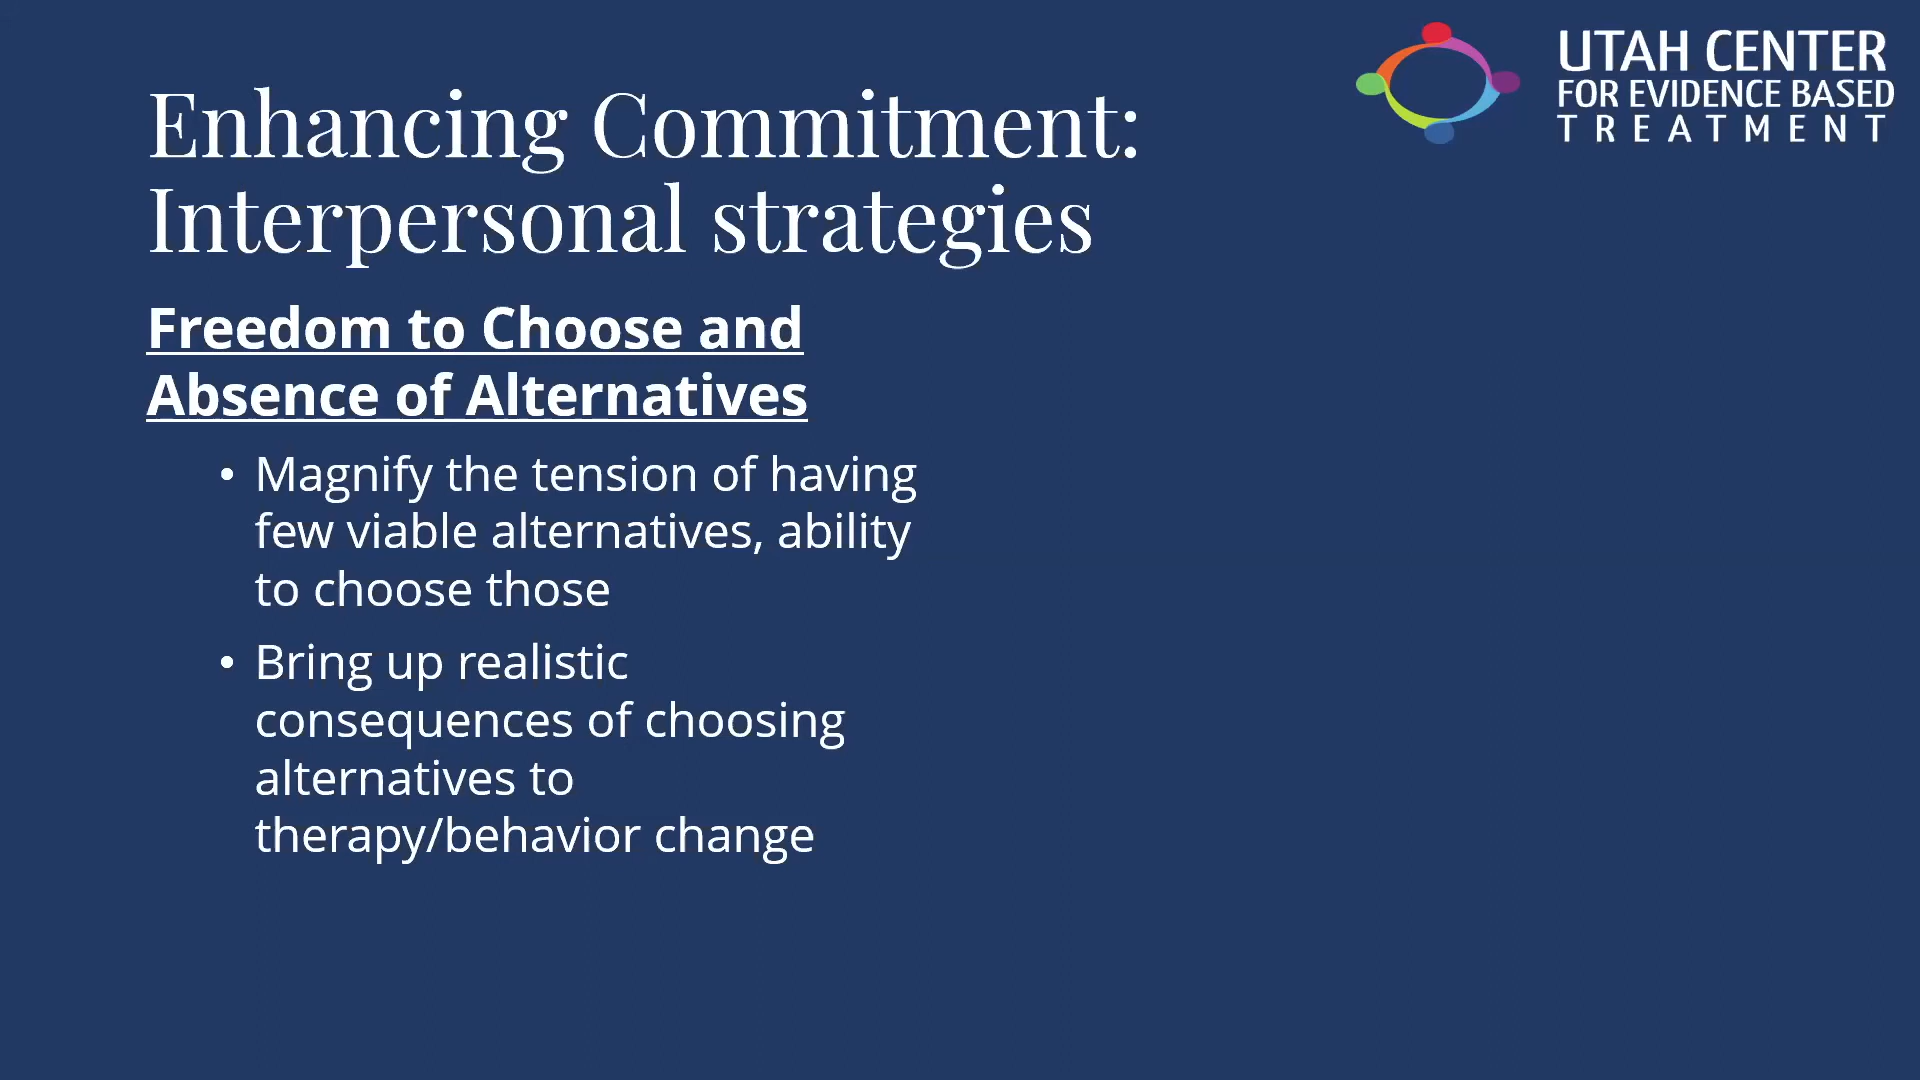 UTAH CENTER
FOR EVIDENCE BASED
TREATMENT
Enhancing Commitment:
Interpersonal strategies
Freedom to Choose and
Absence of Alternatives
• Magnify the tension of having
few viable alternatives, ability
to choose those
• Bring up realistic
consequences of choosing
alternatives to
therapy/behavior change